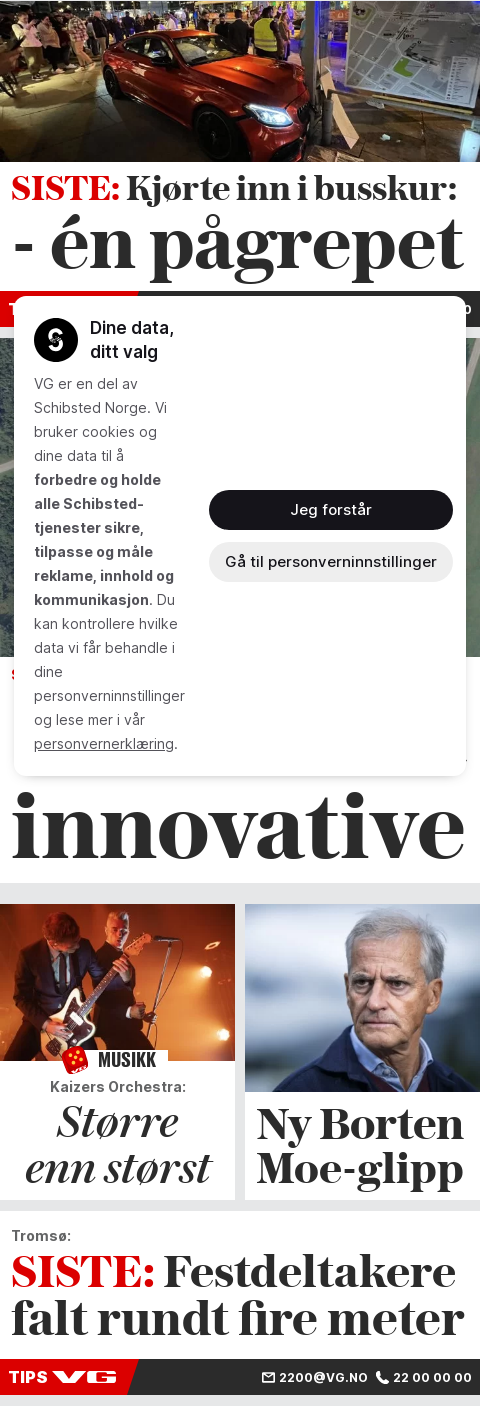 SISTE: Kjørte inn i busskur:
- én pågrepet
Dine data,
ditt valg
VG er en del av
Schibsted Norge. Vi
bruker cookies og
dine data til å
forbedre og holde
alle Schibsted-
tjenester sikre,
tilpasse og måle
reklame, innhold og
kommunikasjon. Du
kan kontrollere hvilke
data vi får behandle i
dine
personverninnstillinger
og lese mer i vår
personvernerklæring.
Jeg forstår
Gå til personverninnstillinger
innovative
MUSIKK
Kaizers Orchestra:
Større
enn størst
Ny Borten
Moe-glipp
Tromsø:
SISTE: Festdeltakere
falt rundt fire meter
TIPS VG
2200@VG.NO 22 00 00 00